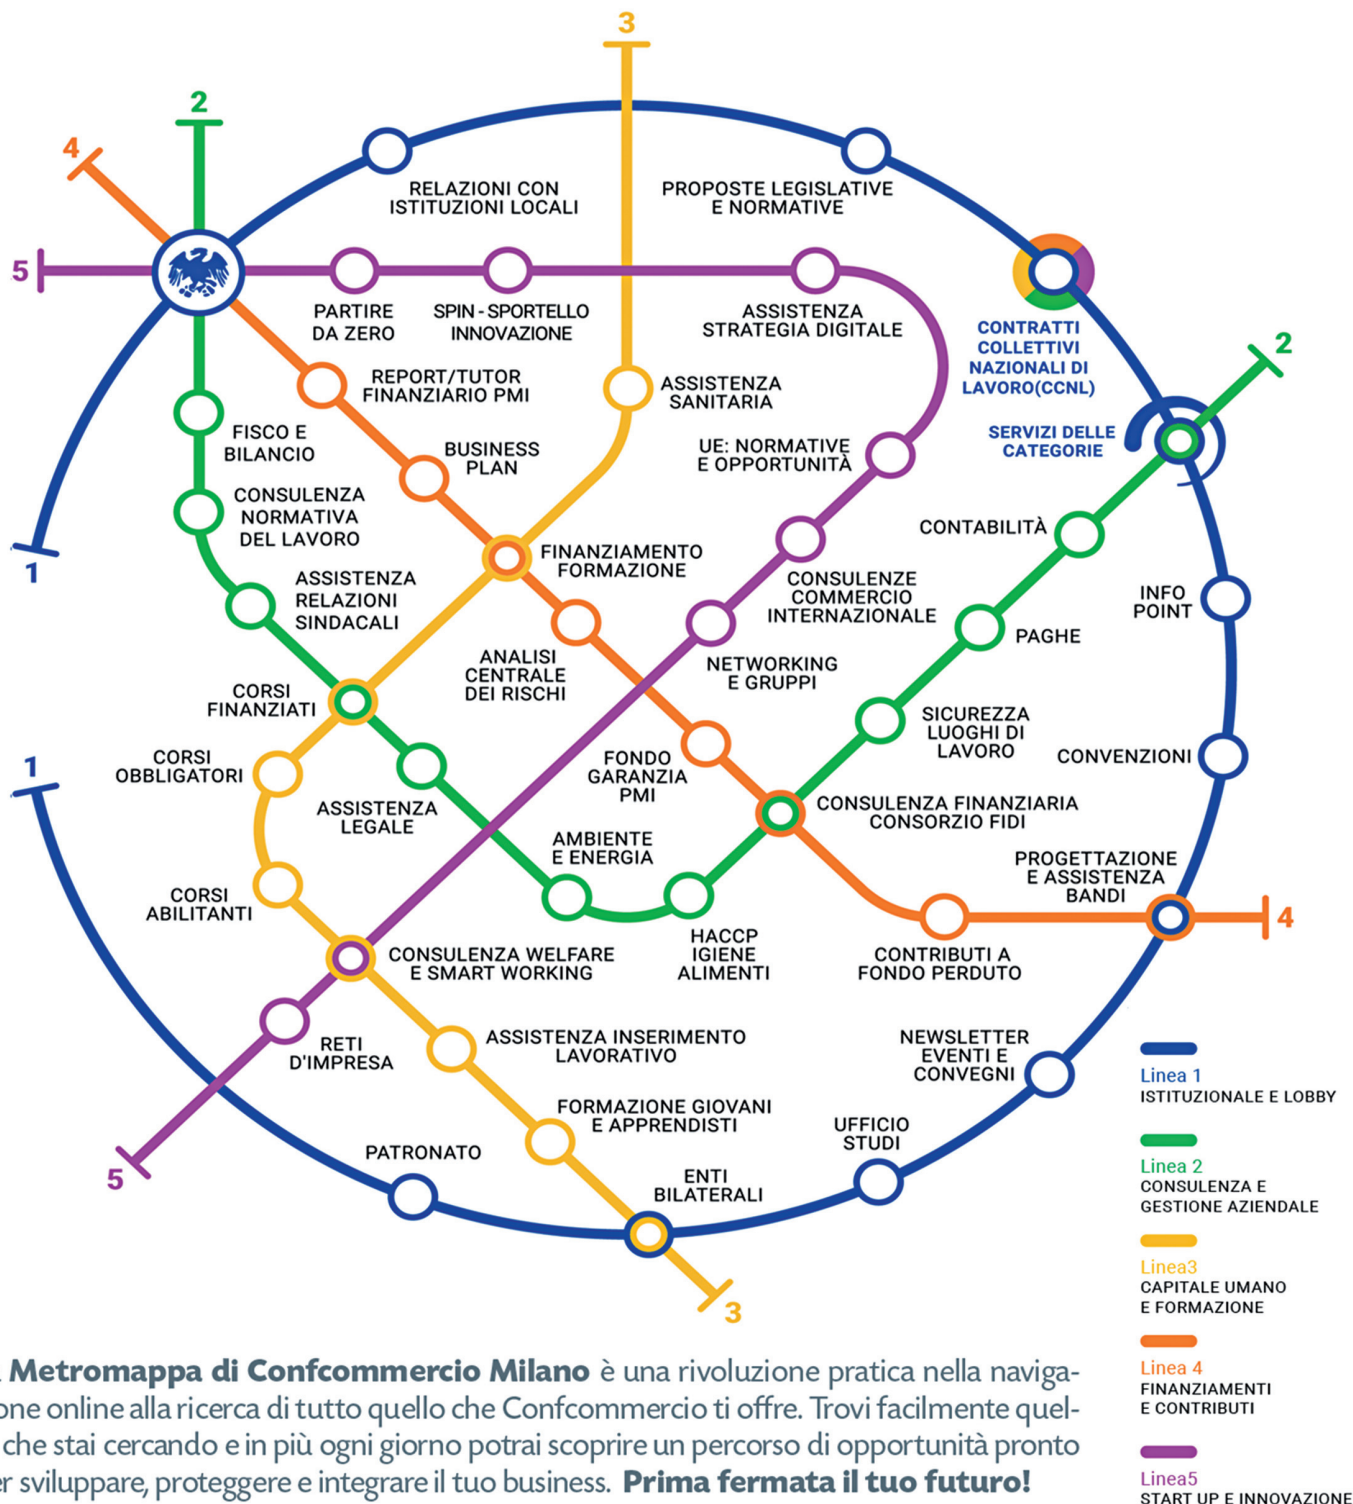 3
2
4
RELAZIONI CON
ISTITUZIONI LOCALI
PROPOSTE LEGISLATIVE
E NORMATIVE
5
PARTIRE
DA ZERO
SPIN - SPORTELLO
INNOVAZIONE
ASSISTENZA
STRATEGIA DIGITALE
CONTRATTI
COLLETTIVI
NAZIONALI DI
LAVORO(CCNL)
2
REPORT/TUTOR
FINANZIARIO PMI
ASSISTENZA
SANITARIA
FISCO E
BILANCIO
BUSINESS
PLAN
UE: NORMATIVE
E OPPORTUNITÀ
SERVIZI DELLE
CATEGORIE
CONSULENZA
NORMATIVA
DEL LAVORO
CONTABILITÀ
1
FINANZIAMENTO
FORMAZIONE
ASSISTENZA
RELAZIONI
SINDACALI
CONSULENZE
COMMERCIO
INTERNAZIONALE
INFO
POINT
PAGHE
ANALISI
CENTRALE
DEI RISCHI
NETWORKING
E GRUPPI
CORSI
FINANZIATI
SICUREZZA
LUOGHI DI
LAVORO
CORSI
OBBLIGATORI
FONDO
GARANZIA
PMI
CONVENZIONI
1
ASSISTENZA
LEGALE
CONSULENZA FINANZIARIA
CONSORZIO FIDI
AMBIENTE
E ENERGIA
PROGETTAZIONE
E ASSISTENZA
BANDI
CORSI
ABILITANTI
4
HACCP
IGIENE
ALIMENTI
CONSULENZA WELFARE
E SMART WORKING
CONTRIBUTI A
FONDO PERDUTO
RETI
D'IMPRESA
ASSISTENZA INSERIMENTO
LAVORATIVO
NEWSLETTER
EVENTI E
CONVEGNI
FORMAZIONE GIOVANI
E APPRENDISTI
UFFICIO
STUDI
PATRONATO
5
ENTI
BILATERALI
3
Linea 1
ISTITUZIONALE E LOBBY
Linea 2
CONSULENZA E
GESTIONE AZIENDALE
Linea3
CAPITALE UMANO
E FORMAZIONE
Linea 4
FINANZIAMENTI
E CONTRIBUTI
Linea5
START UP E INNOVAZIONE
Metromappa di Confcommercio Milano è una rivoluzione pratica nella naviga-
one online alla ricerca di tutto quello che Confcommercio ti offre. Trovi facilmente quel-
che stai cercando e in più ogni giorno potrai scoprire un percorso di opportunità pronto
er sviluppare, proteggere e integrare il tuo business. Prima fermata il tuo futuro!